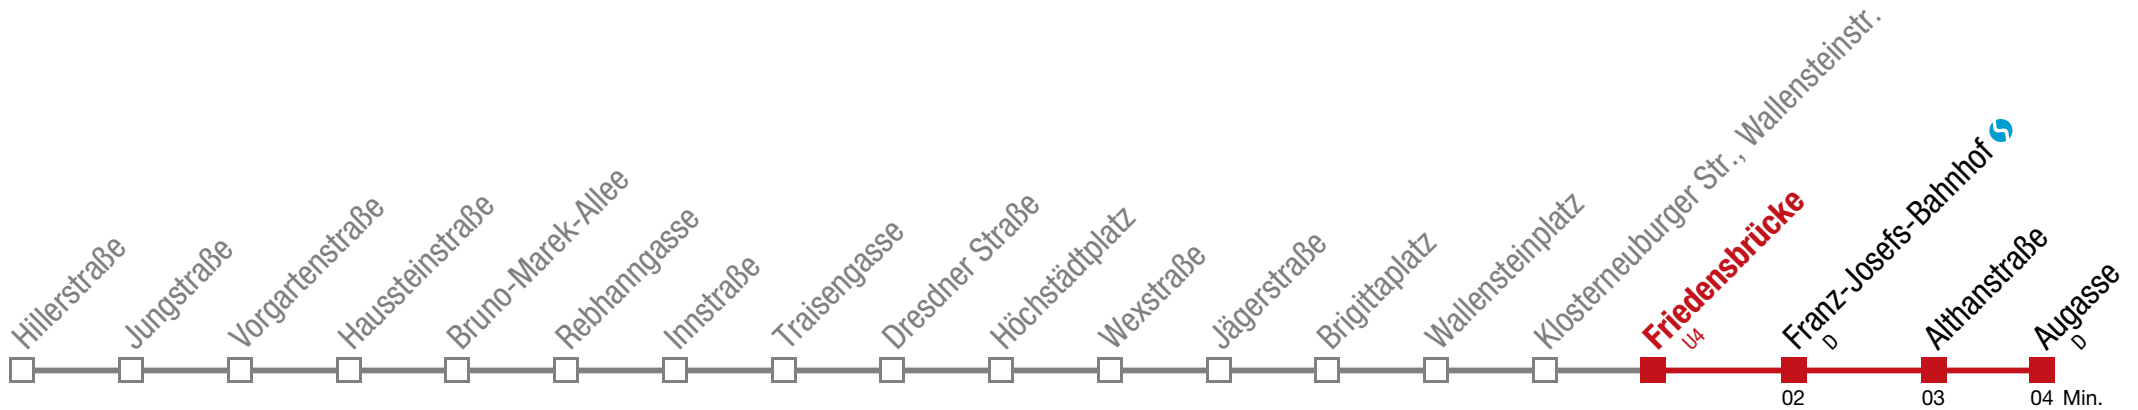 Hillerstraße
Jungstraße
Vorgartenstraße
Haussteinstraße
Bruno-Marek-Allee
Rebhanngasse
Innstraße
Traisengasse
Dresdner Straße
Höchstädtplatz
Wexstraße
Jägerstraße
Brigittaplatz
Wallensteinplatz
Klosterneuburger Str., Wallensteinstr.
Friedensbrücke
U4
Franz-Josefs-Bahnhof
D
Althanstraße
Augasse
D
02 03 04 Min.